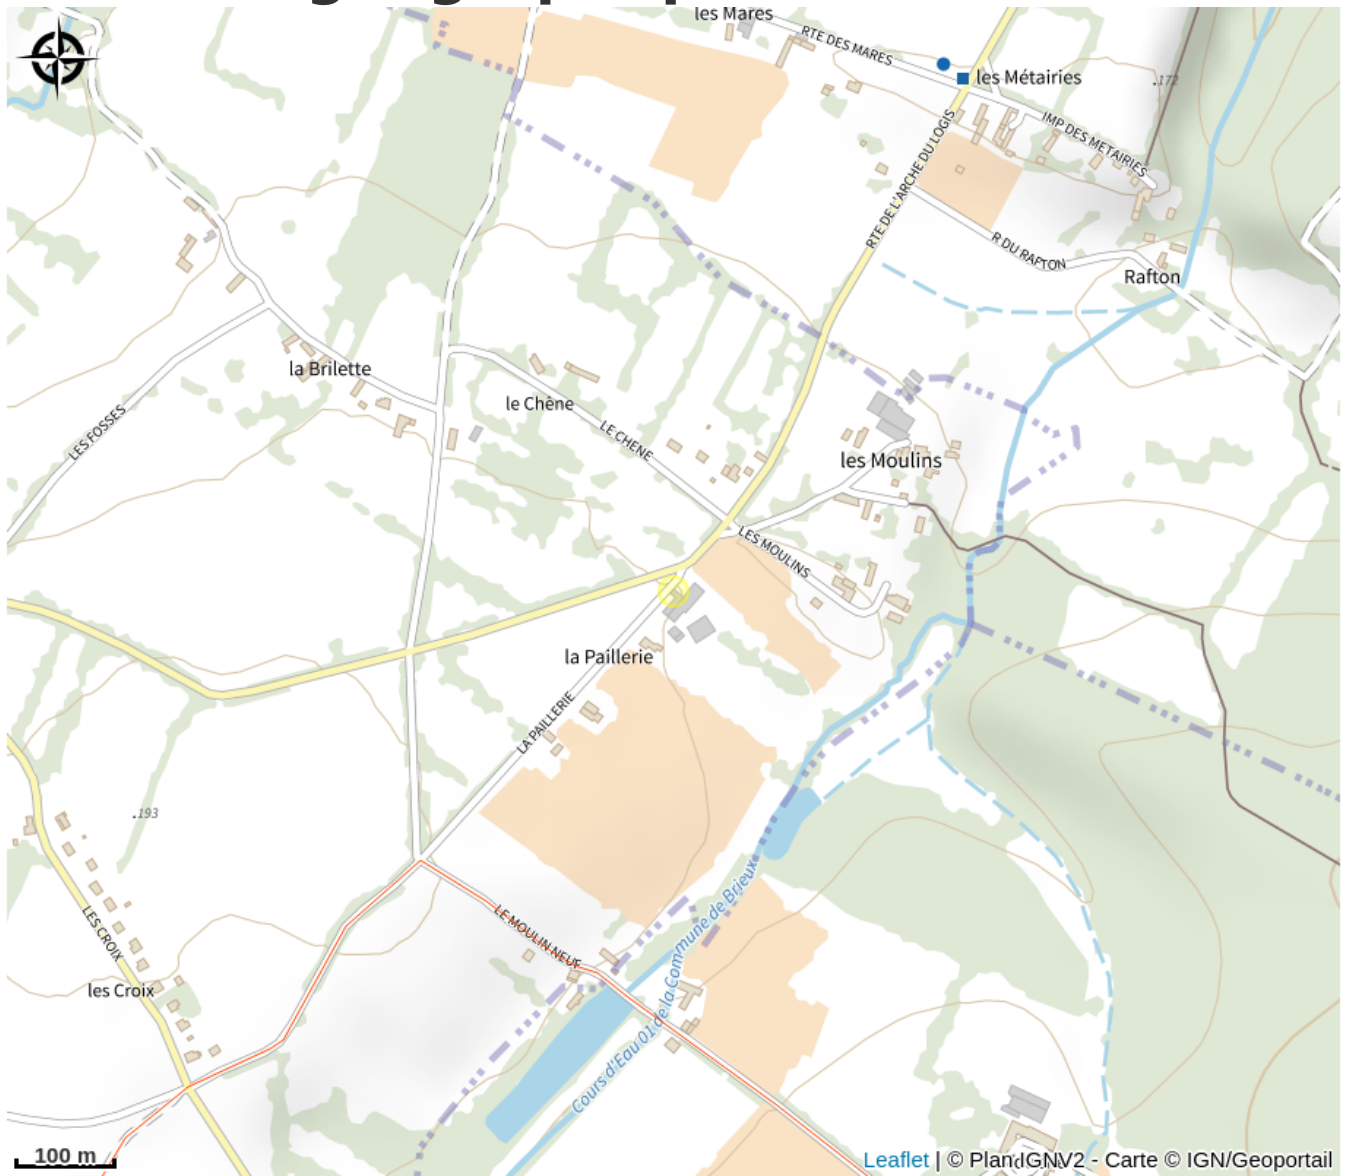 les Mares
RTE DES MARES
les Métairies
.172
IMP DES METAIRIES
RTE DE L'ARCHE DU LOGIS
R DU RAFTON
Rafton
la Brilette
le Chêne
LES FOSSES
LE CHENE
les Moulins
LES MOULINS
la Paillerie
LA PAILLERIE
.193
LES CROIX
LE MOULIN NEUF
les Croix
Cours d'Eau 01 de la Commune de Brieux
100 m
Leaflet | © PlanIGNV2 - Carte © IGN/Geoportail